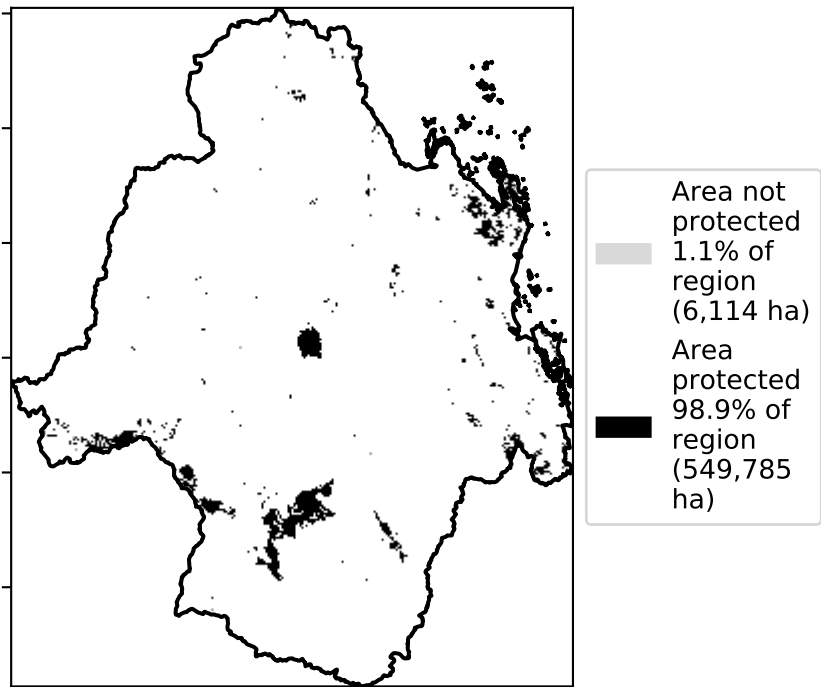 Area not
protected
1.1% of
region
(6,114 ha)
Area
protected
98.9% of
region
(549,785
ha)